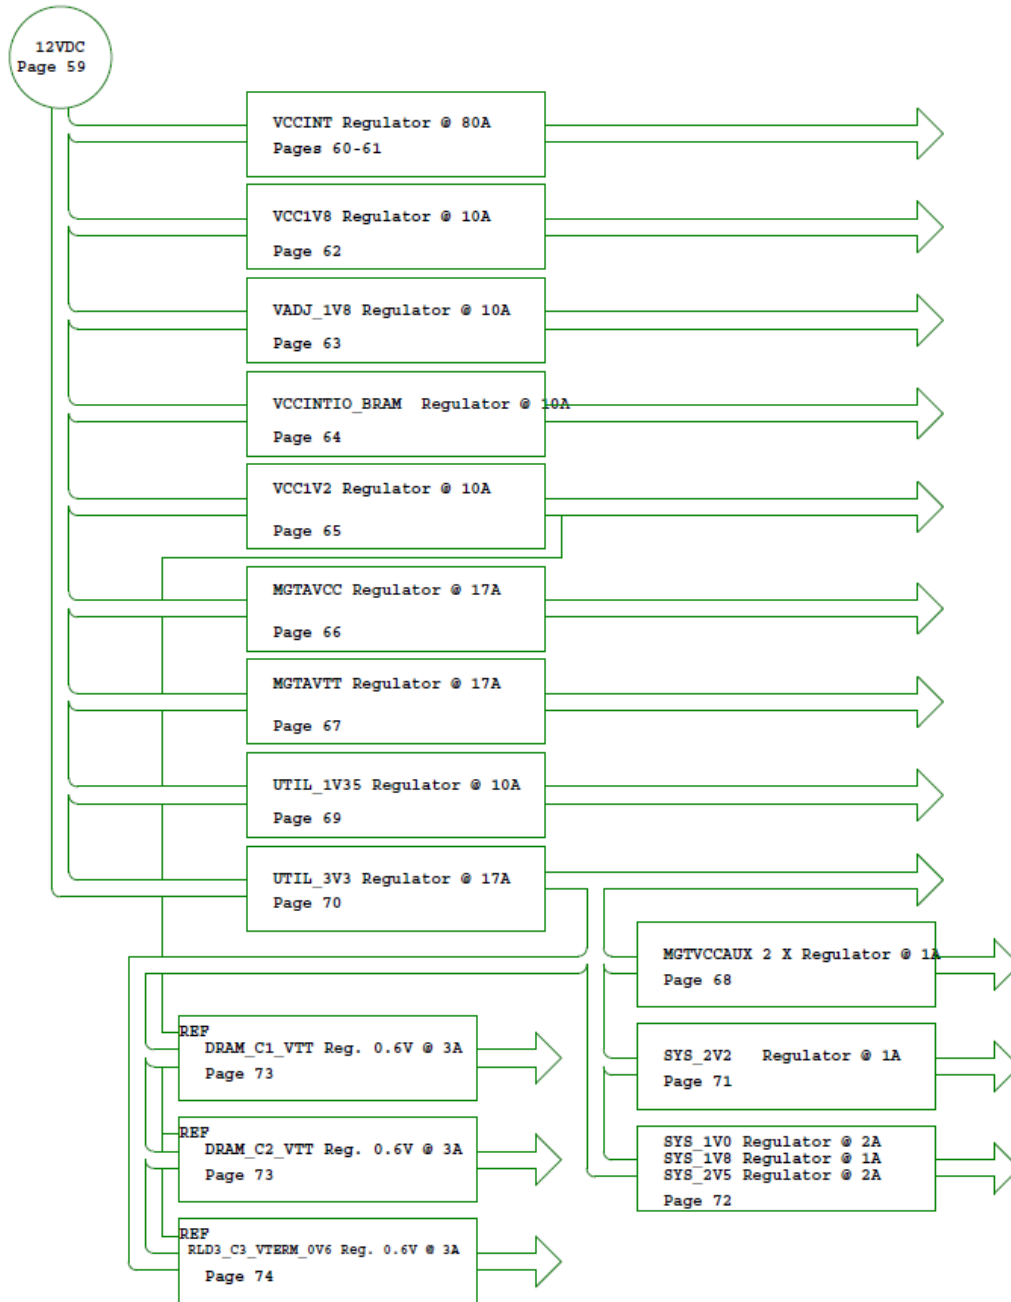 12VDC
Page 59
VCCINT Regulator @ 80A
Pages 60-61
VCC1V8 Regulator @ 10A
Page 62
VADJ_1V8 Regulator @ 10A
Page 63
VCCINTIO_BRAM Regulator @ 10A
Page 64
VCC1V2 Regulator @ 10A
Page 65
MGTAVCC Regulator @ 17A
Page 66
MGTAVTT Regulator @ 17A
Page 67
UTIL_1V35 Regulator @ 10A
Page 69
UTIL_3V3 Regulator @ 17A
Page 70
MGTVCCAUX 2 X Regulator @ 1A
Page 68
SYS_2V2 Regulator @ 1A
Page 71
SYS_1V0 Regulator @ 2A
SYS_1V8 Regulator @ 1A
SYS_2V5 Regulator @ 2A
Page 72
REF
DRAM_C1_VTT Reg. 0.6V @ 3A
Page 73
REF
DRAM_C2_VTT Reg. 0.6V @ 3A
Page 73
REF
RLD3_C3_VTERM_0V6 Reg. 0.6V @ 3A
Page 74